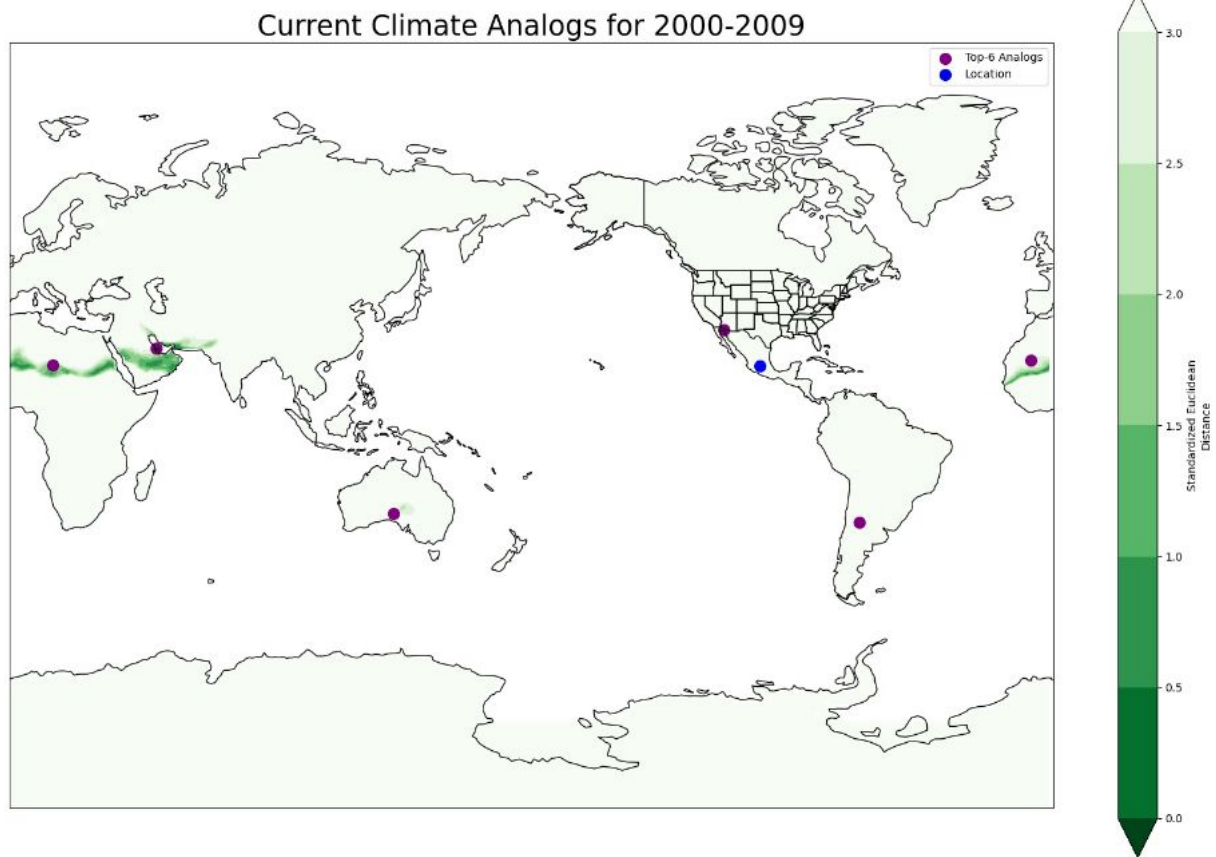 Current Climate Analogs for 2000-2009
Top-6 Analogs
Location
3.0
2.5
2.0
1.5
1.0
0.5
0.0
Standardized Euclidean
Distance